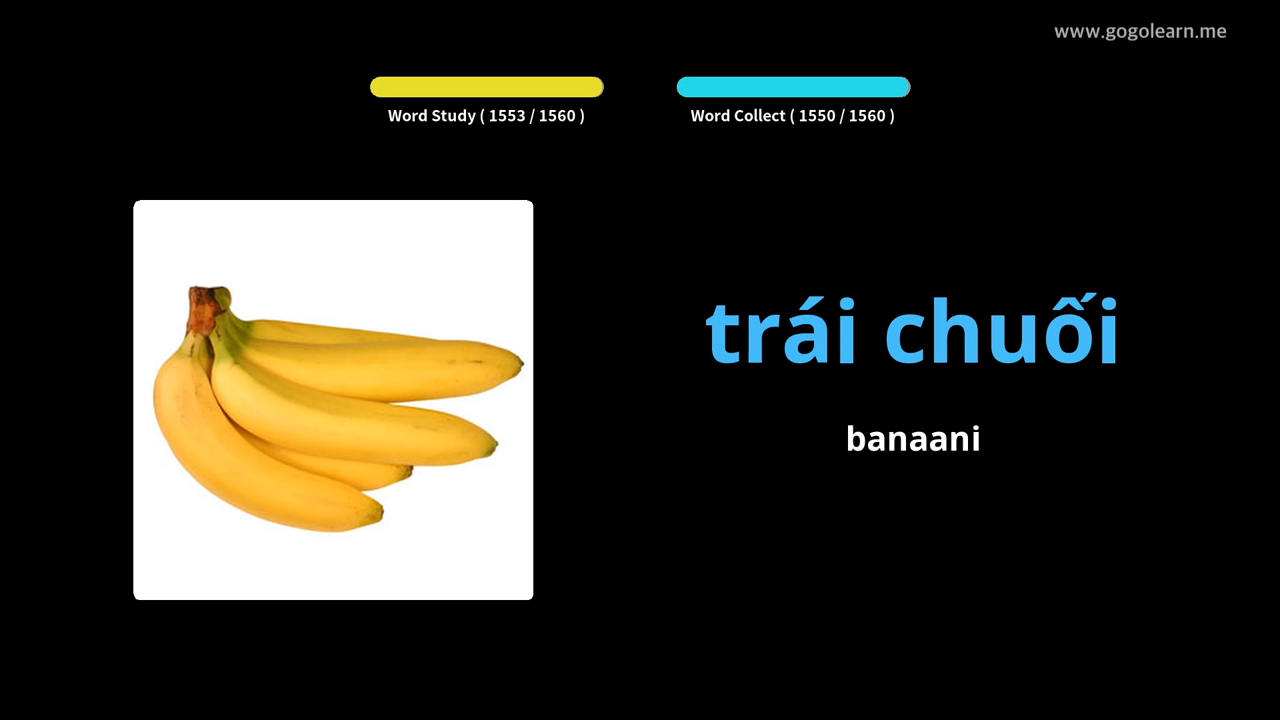 www.gogolearn.me
Word Study ( 1553 / 1560 )
Word Collect ( 1550 / 1560 )
trái chuối
banaani